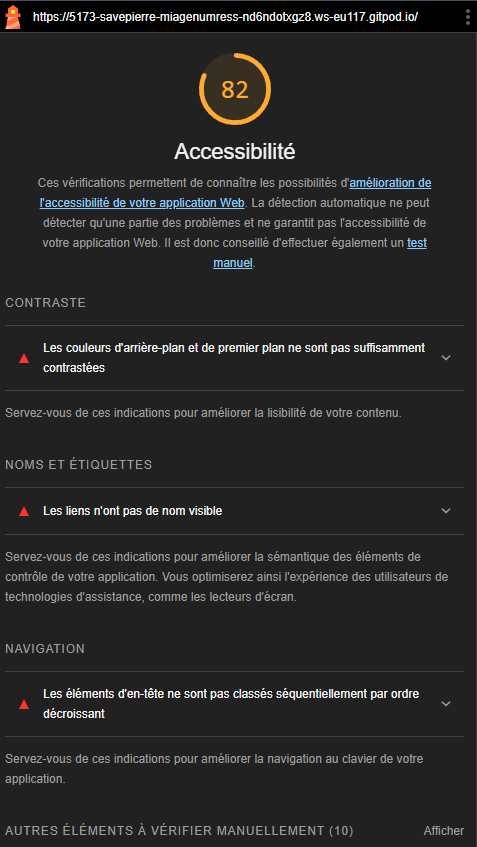 https://5173-savepierre-miagenumress-nd6ndotxgz8.ws-eu117.gitpod.io/
82
Accessibilité
Ces vérifications permettent de connaître les possibilités d'amélioration de
l'accessibilité de votre application Web. La détection automatique ne peut
détecter qu'une partie des problèmes et ne garantit pas l'accessibilité de
votre application Web. Il est donc conseillé d'effectuer également un test
manuel.
CONTRASTE
Les couleurs d'arrière-plan et de premier plan ne sont pas suffisamment
contrastées
Servez-vous de ces indications pour améliorer la lisibilité de votre contenu.
NOMS ET ÉTIQUETTES
Les liens n'ont pas de nom visible
Servez-vous de ces indications pour améliorer la sémantique des éléments de
contrôle de votre application. Vous optimiserez ainsi l'expérience des utilisateurs de
technologies d'assistance, comme les lecteurs d'écran.
NAVIGATION
Les éléments d'en-tête ne sont pas classés séquentiellement par ordre
décroissant
Servez-vous de ces indications pour améliorer la navigation au clavier de votre
application.
AUTRES ÉLÉMENTS À VÉRIFIER MANUELLEMENT (10) Afficher